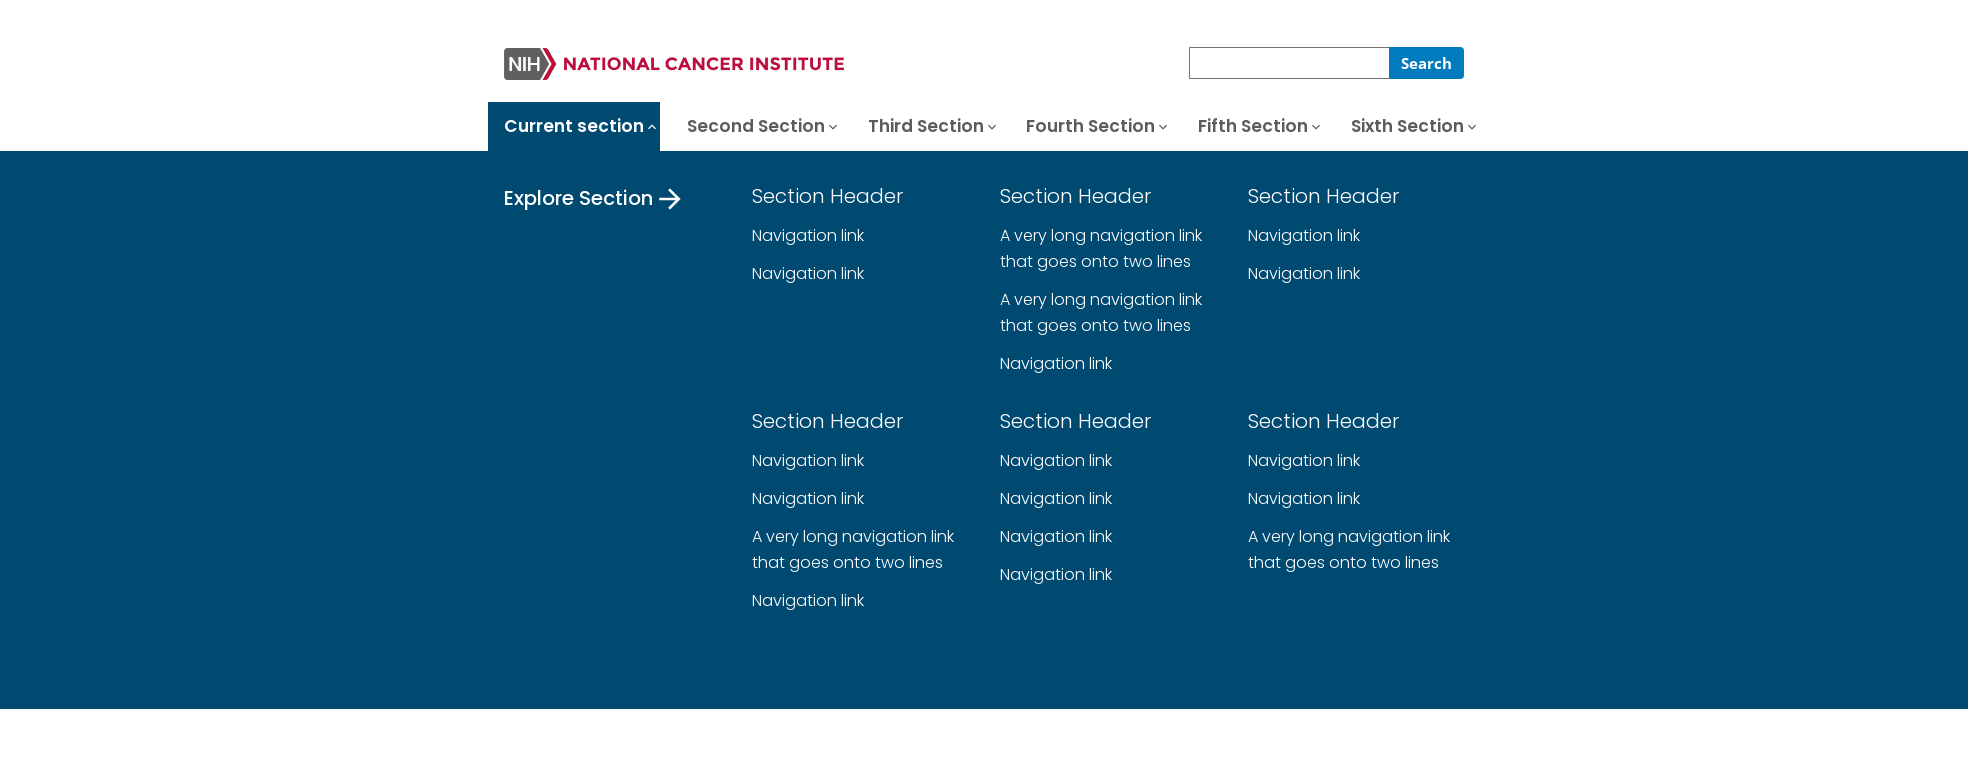 NIH NATIONAL CANCER INSTITUTE
Search
Current section Second Section Third Section Fourth Section Fifth Section Sixth Section
Explore Section
Section Header
Navigation link
Navigation link
Section Header
A very long navigation link
that goes onto two lines
A very long navigation link
that goes onto two lines
Navigation link
Section Header
Navigation link
Navigation link
Section Header
Navigation link
Navigation link
A very long navigation link
that goes onto two lines
Navigation link
Section Header
Navigation link
Navigation link
Navigation link
Navigation link
Section Header
Navigation link
Navigation link
A very long navigation link
that goes onto two lines